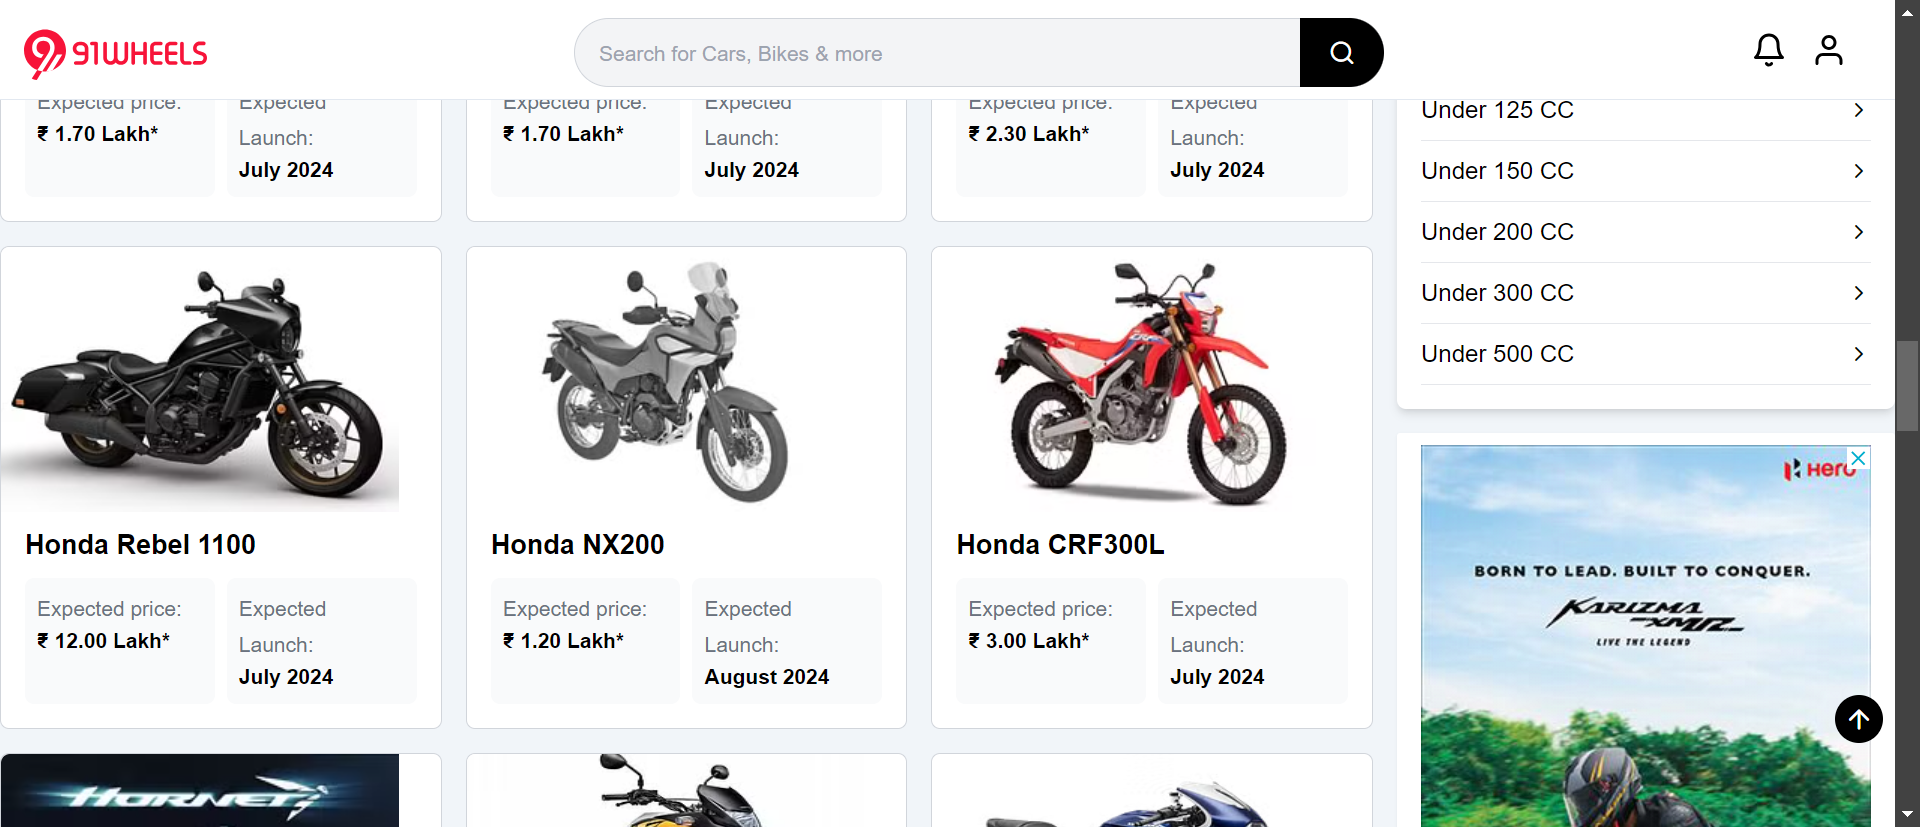 91WHEELS
Search for Cars, Bikes & more
Expected price:
₹ 1.70 Lakh*
Expected
Launch:
July 2024
Expected price:
₹ 1.70 Lakh*
Expected
Launch:
July 2024
Expected price:
₹ 2.30 Lakh*
Expected
Launch:
July 2024
Honda Rebel 1100
Expected price:
₹ 12.00 Lakh*
Expected
Launch:
July 2024
Honda NX200
Expected price:
₹ 1.20 Lakh*
Expected
Launch:
August 2024
Honda CRF300L
Expected price:
₹ 3.00 Lakh*
Expected
Launch:
July 2024
HORNET
Under 125 CC
Under 150 CC
Under 200 CC
Under 300 CC
Under 500 CC
Hero
BORN TO LEAD. BUILT TO CONQUER.
KARIZMA
XMR
LIVE THE LEGEND